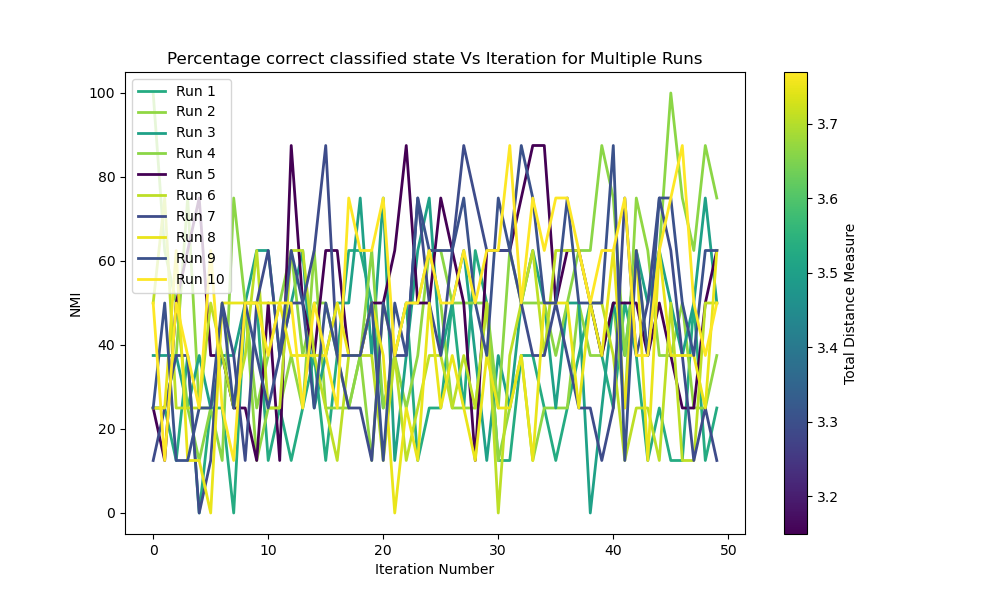 Percentage correct classified state Vs Iteration for Multiple Runs
Run 1
Run 2
Run 3
Run 4
Run 5
Run 6
Run 7
Run 8
Run 9
Run 10
100
80
60
40
20
0
NMI
0 10 20 30 40 50
Iteration Number
3.7
3.6
3.5
3.4
3.3
3.2
Total Distance Measure